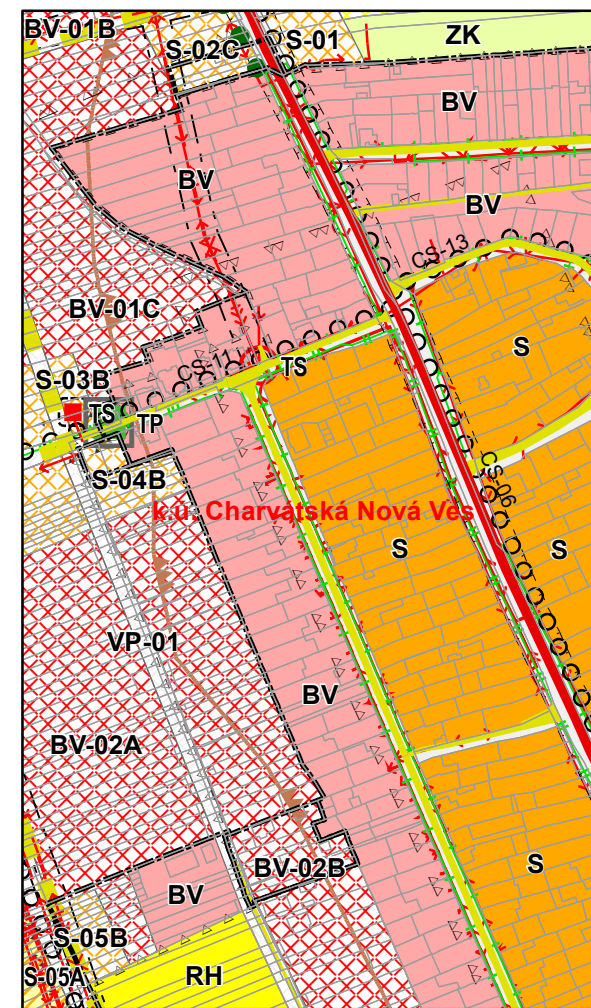 BV-01B
S-02C
S-01
ZK
BV
BV
BV
CS-13
BV-01C
S
CS-11
TS
S-03B
TS
TP
S-04B
CS-06
k.ú. Charvátská Nová Ves
S
S
VP-01
BV
BV-02A
BV-02B
S
BV
S-05B
S-05A
RH